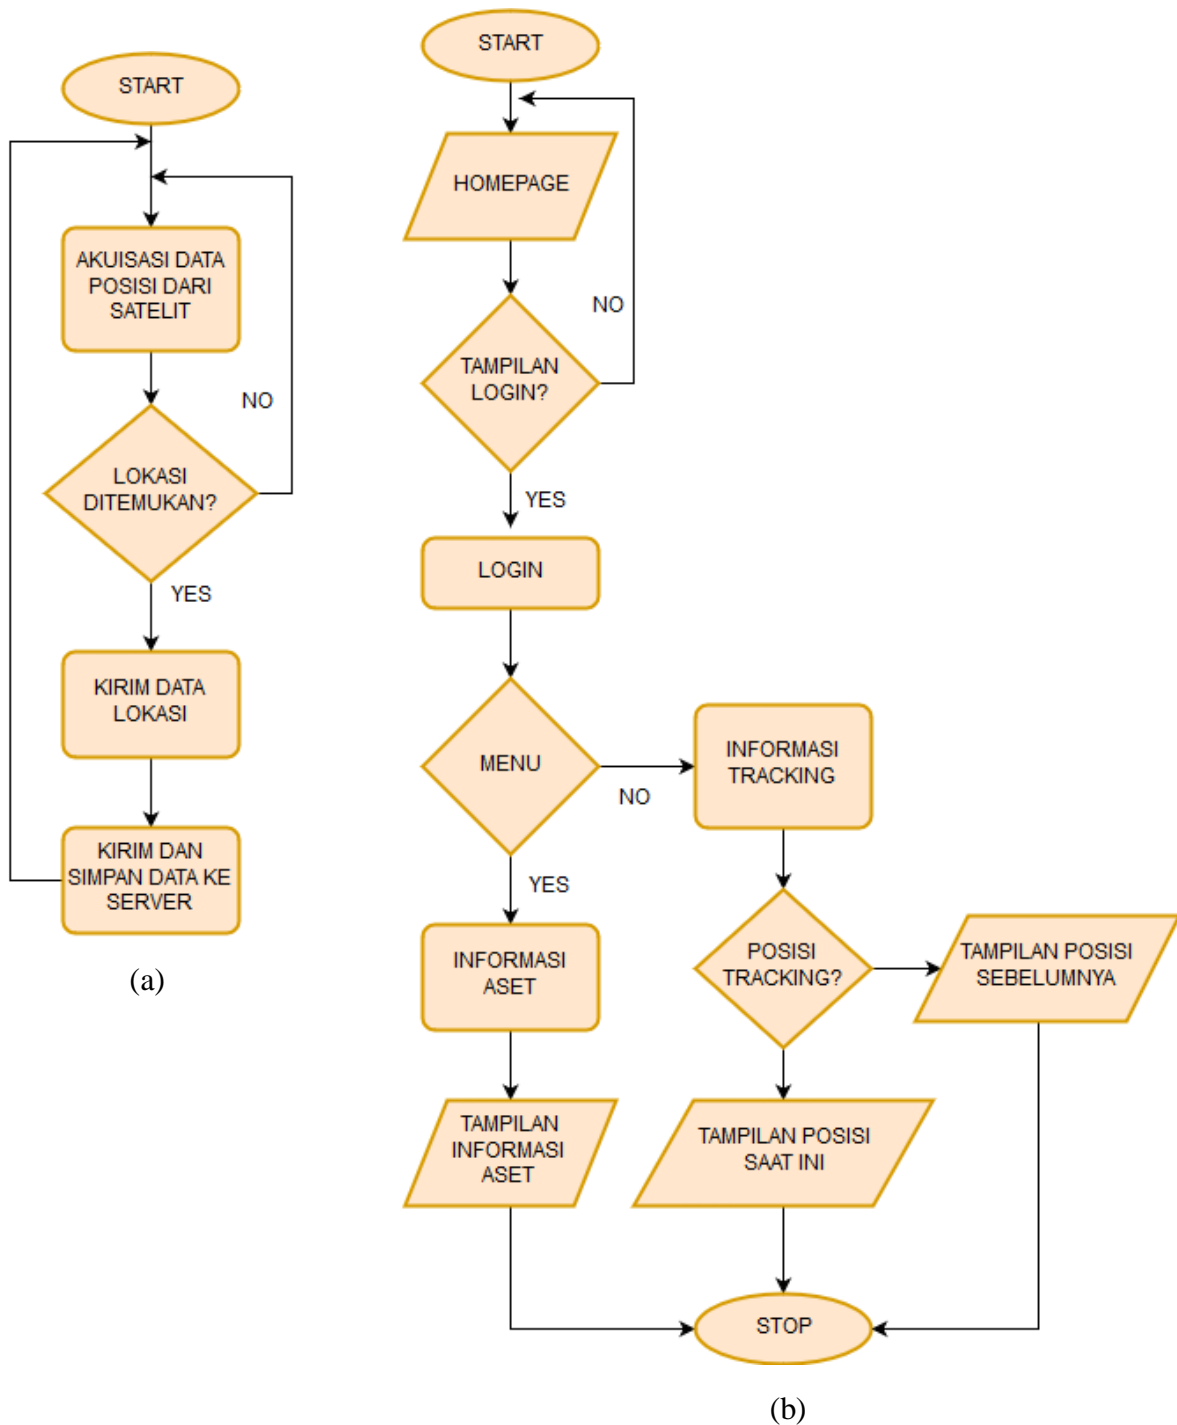 START
AKUISASI DATA
POSISI DARI
SATELIT
LOKASI
DITEMUKAN?
NO
YES
KIRIM DATA
LOKASI
KIRIM DAN
SIMPAN DATA KE
SERVER
(a)
START
HOMEPAGE
TAMPILAN
LOGIN?
NO
YES
LOGIN
MENU
NO
YES
INFORMASI
TRACKING
POSISI
TRACKING?
TAMPILAN POSISI
SEBELUMNYA
INFORMASI
ASET
TAMPILAN
INFORMASI
ASET
TAMPILAN POSISI
SAAT INI
STOP
(b)